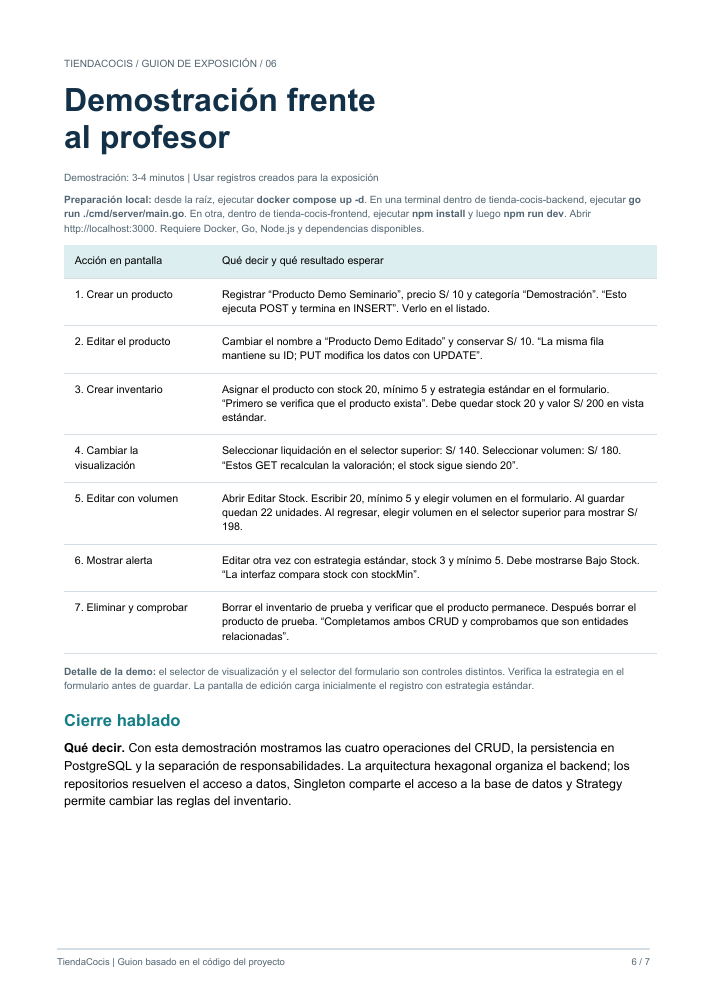 TIENDACOCIS / GUION DE EXPOSICIÓN / 06
Demostración frente
al profesor
Demostración: 3-4 minutos | Usar registros creados para la exposición
Preparación local: desde la raíz, ejecutar docker compose up -d. En una terminal dentro de tienda-cocis-backend, ejecutar go
run ./cmd/server/main.go. En otra, dentro de tienda-cocis-frontend, ejecutar npm install y luego npm run dev. Abrir
http://localhost:3000. Requiere Docker, Go, Node.js y dependencias disponibles.
Acción en pantalla
Qué decir y qué resultado esperar
1. Crear un producto
Registrar “Producto Demo Seminario”, precio S/ 10 y categoría “Demostración”. “Esto
ejecuta POST y termina en INSERT”. Verlo en el listado.
2. Editar el producto
Cambiar el nombre a “Producto Demo Editado” y conservar S/ 10. “La misma fila
mantiene su ID; PUT modifica los datos con UPDATE”.
3. Crear inventario
Asignar el producto con stock 20, mínimo 5 y estrategia estándar en el formulario.
“Primero se verifica que el producto exista”. Debe quedar stock 20 y valor S/ 200 en vista
estándar.
4. Cambiar la
visualización
Seleccionar liquidación en el selector superior: S/ 140. Seleccionar volumen: S/ 180.
“Estos GET recalculan la valoración; el stock sigue siendo 20”.
5. Editar con volumen
Abrir Editar Stock. Escribir 20, mínimo 5 y elegir volumen en el formulario. Al guardar
quedan 22 unidades. Al regresar, elegir volumen en el selector superior para mostrar S/
198.
6. Mostrar alerta
Editar otra vez con estrategia estándar, stock 3 y mínimo 5. Debe mostrarse Bajo Stock.
“La interfaz compara stock con stockMin”.
7. Eliminar y comprobar
Borrar el inventario de prueba y verificar que el producto permanece. Después borrar el
producto de prueba. “Completamos ambos CRUD y comprobamos que son entidades
relacionadas”.
Detalle de la demo: el selector de visualización y el selector del formulario son controles distintos. Verifica la estrategia en el
formulario antes de guardar. La pantalla de edición carga inicialmente el registro con estrategia estándar.
Cierre hablado
Qué decir. Con esta demostración mostramos las cuatro operaciones del CRUD, la persistencia en
PostgreSQL y la separación de responsabilidades. La arquitectura hexagonal organiza el backend; los
repositorios resuelven el acceso a datos, Singleton comparte el acceso a la base de datos y Strategy
permite cambiar las reglas del inventario.
TiendaCocis | Guion basado en el código del proyecto
6 / 7